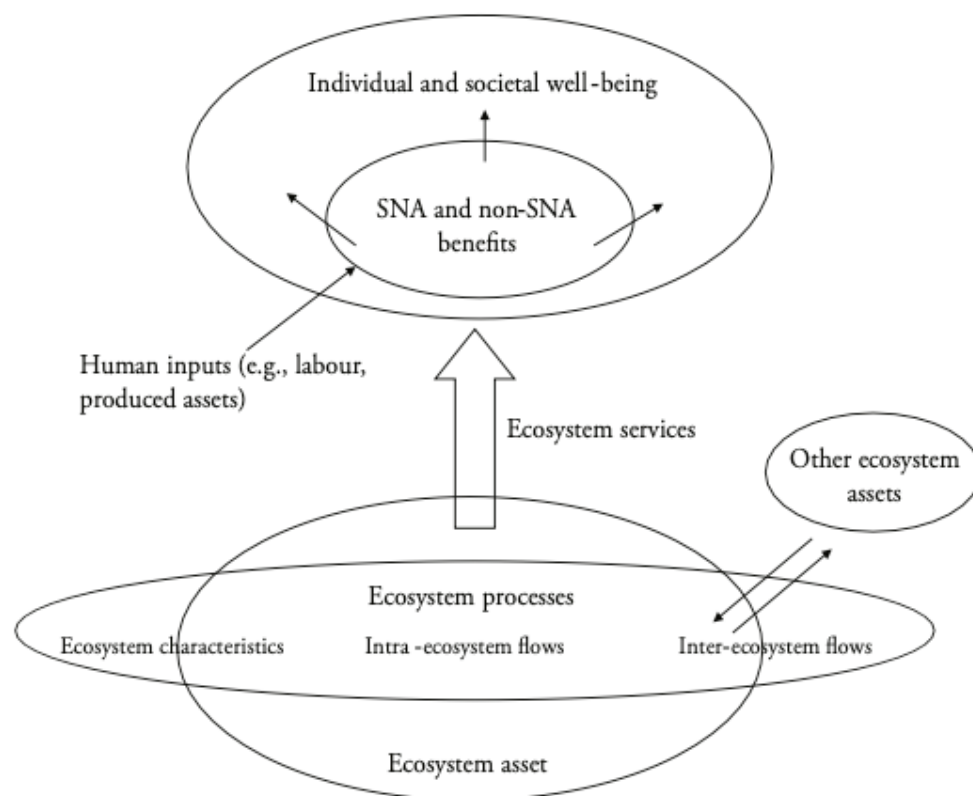 Individual and societal well-being
SNA and non-SNA
benefits
Human inputs (e.g., labour,
produced assets)
Ecosystem services
Other ecosystem
assets
Ecosystem processes
Ecosystem characteristics
Intra -ecosystem flows
Inter-ecosystem flows
Ecosystem asset